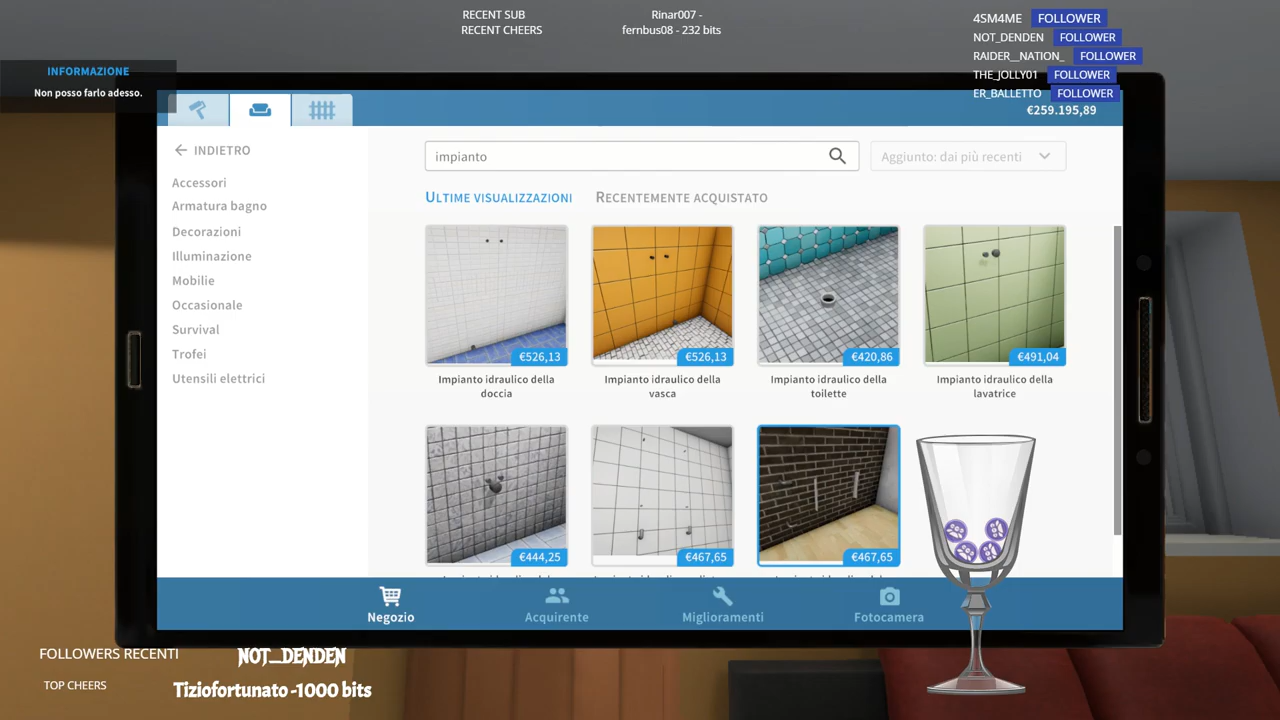 RECENT SUB
Rinar007 -
RECENT CHEERS
fernbus08 - 232 bits
4SM4ME FOLLOWER
NOT_DENDEN FOLLOWER
RAIDER__NATION_ FOLLOWER
THE_JOLLY01 FOLLOWER
ER_BALLETTO FOLLOWER
INFORMAZIONE
Non posso farlo adesso.
€259.195,89
INDIETRO
Accessori
Armatura bagno
Decorazioni
Illuminazione
Mobilie
Occasionale
Survival
Trofei
Utensili elettrici
impianto
Aggiunto: dai più recenti
ULTIME VISUALIZZAZIONI
RECENTEMENTE ACQUISTATO
€526,13
Impianto idraulico della
doccia
€526,13
Impianto idraulico della
vasca
€420,86
Impianto idraulico della
toilette
€491,04
Impianto idraulico della
lavatrice
€444,25
€467,65
€467,65
Negozio
Acquirente
Miglioramenti
Fotocamera
FOLLOWERS RECENTI
NOT_DENDEN
TOP CHEERS
Tiziofortunato -1000 bits